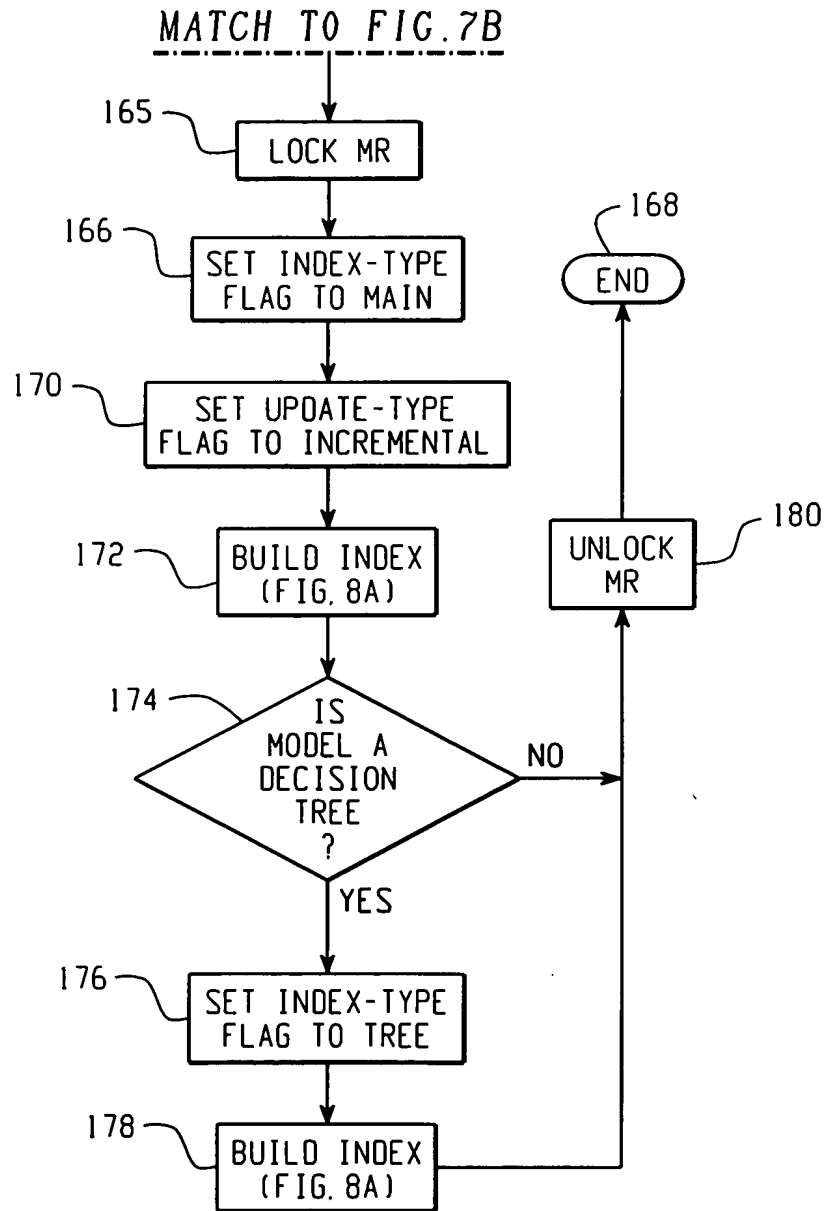 MATCH TO FIG.7B
165
LOCK MR
166
SET INDEX-TYPE
FLAG TO MAIN
168
END
170
SET UPDATE-TYPE
FLAG TO INCREMENTAL
172
BUILD INDEX
(FIG. 8A)
180
UNLOCK
MR
174
IS
MODEL A
DECISION
TREE
?
NO
YES
176
SET INDEX-TYPE
FLAG TO TREE
178
BUILD INDEX
(FIG. 8A)